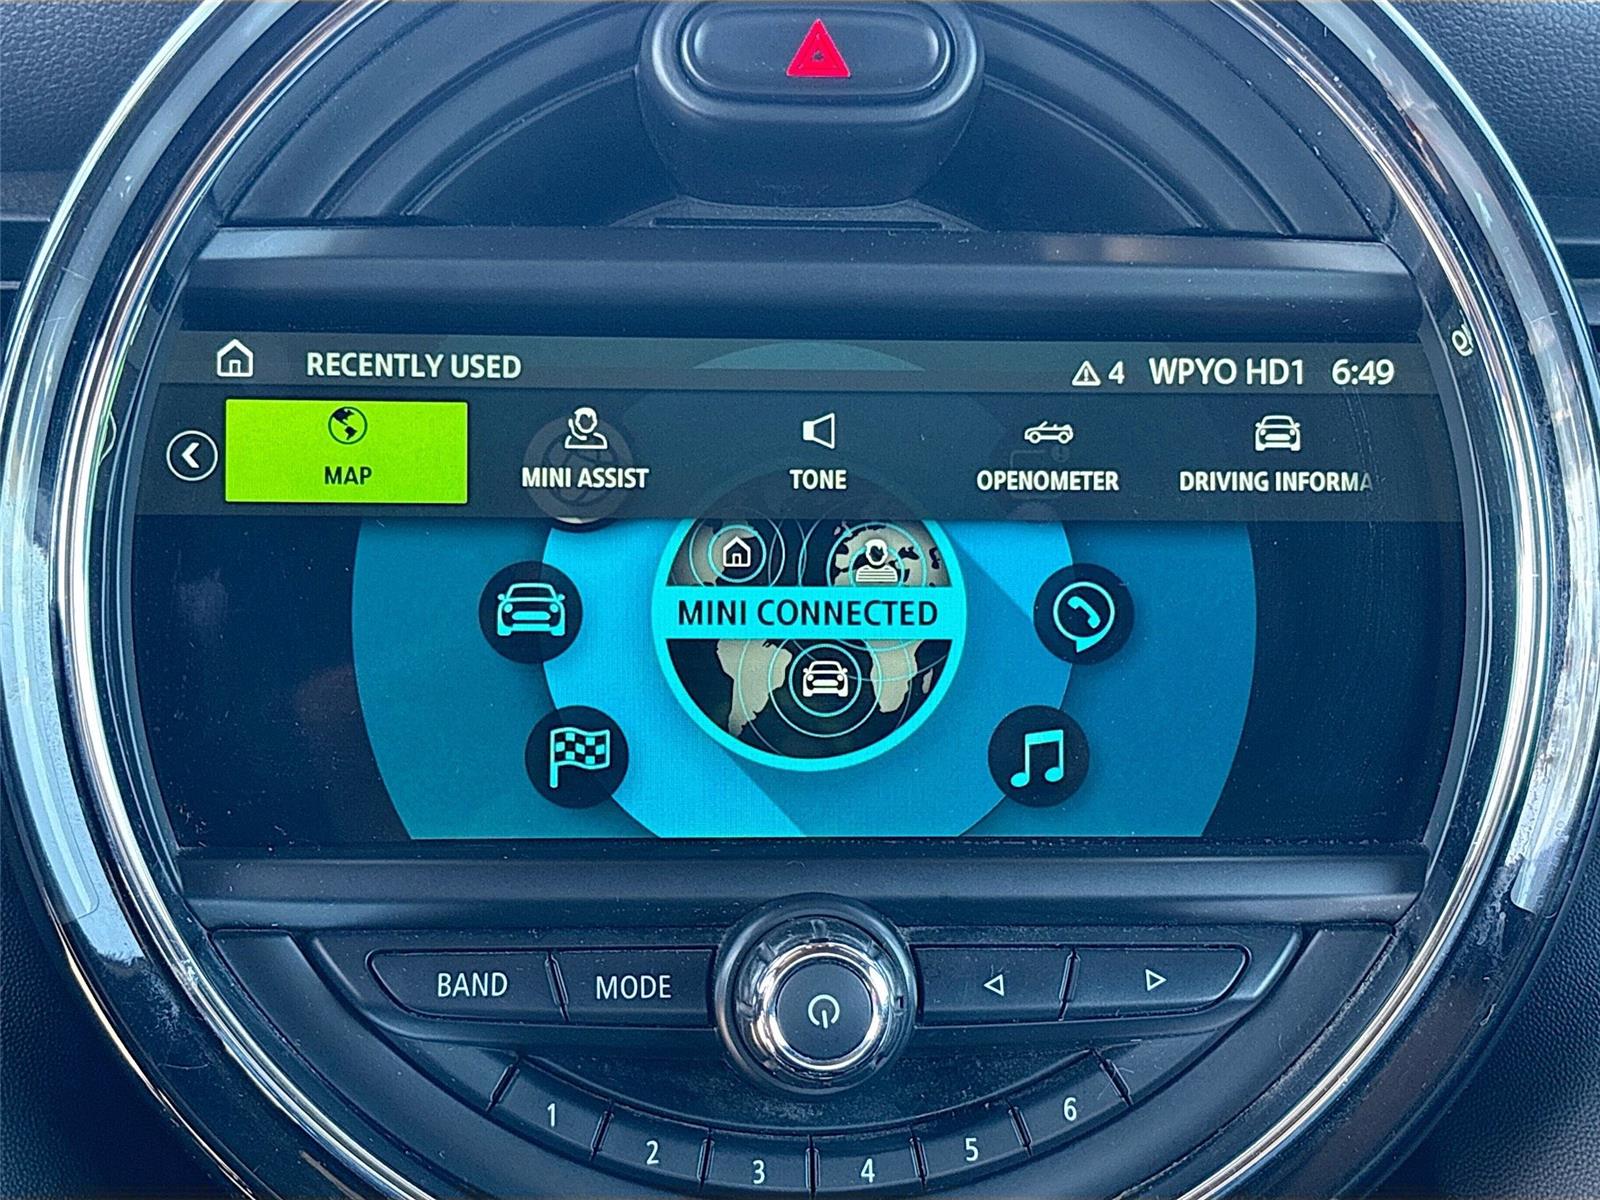 RECENTLY USED
4 WPYO HD1 6:49
MAP
MINI ASSIST
TONE
OPENOMETER
DRIVING INFORMA
MINI CONNECTED
BAND
MODE
1
2
3
4
5
6